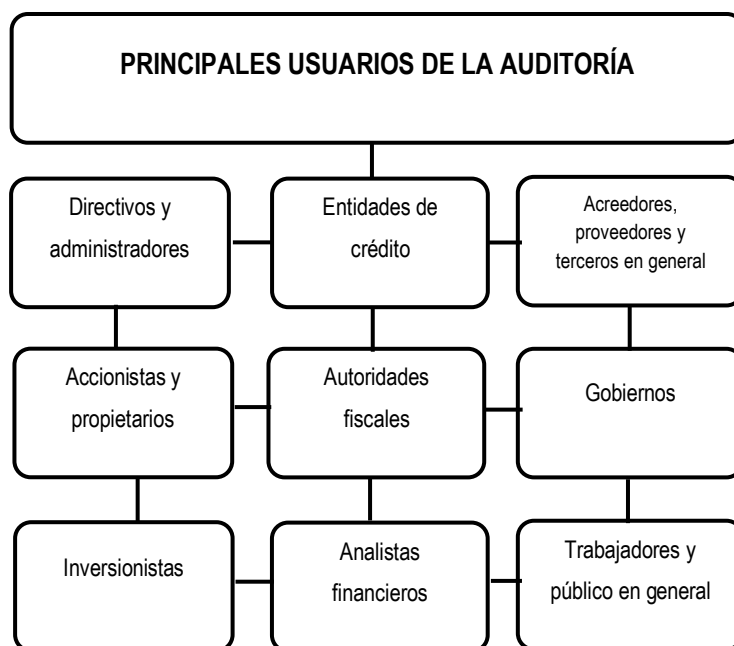 PRINCIPALES USUARIOS DE LA AUDITORÍA
Directivos y
administradores
Entidades de
crédito
Acreedores,
proveedores y
terceros en general
Accionistas y
propietarios
Autoridades
fiscales
Gobiernos
Inversionistas
Analistas
financieros
Trabajadores y
público en general